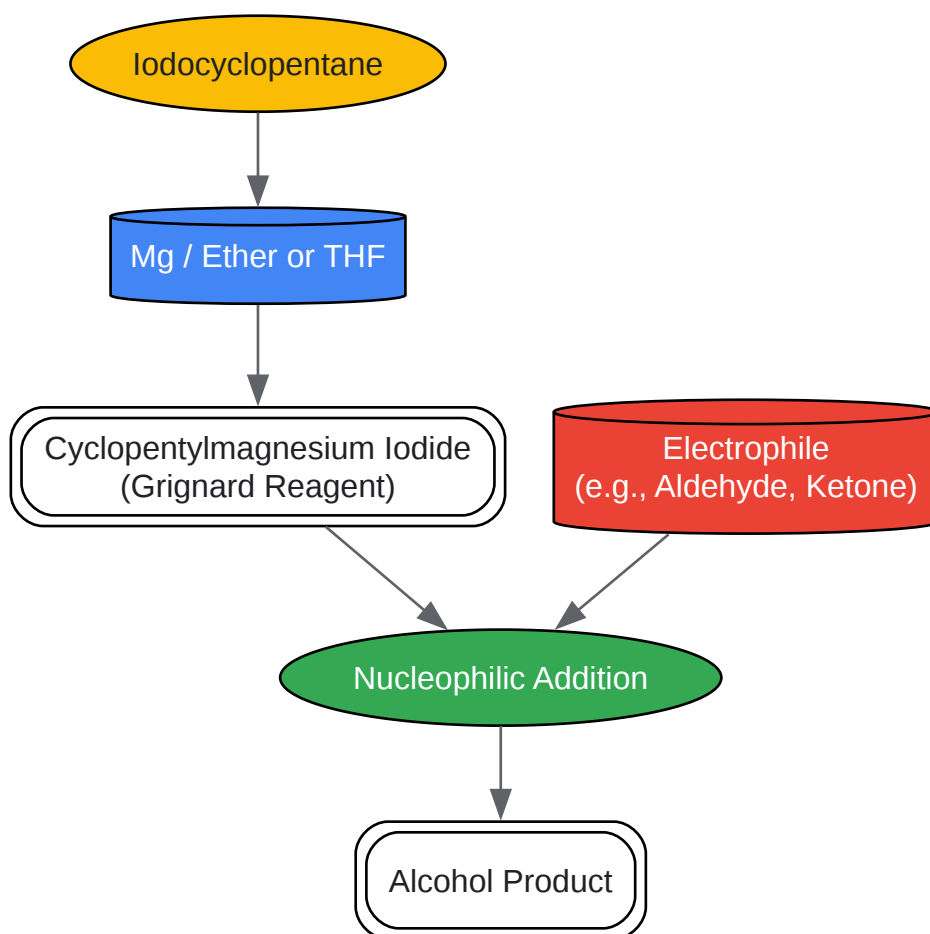 Iodocyclopentane
Mg / Ether or THF
Cyclopentylmagnesium Iodide
(Grignard Reagent)
Electrophile
(e.g., Aldehyde, Ketone)
Nucleophilic Addition
Alcohol Product